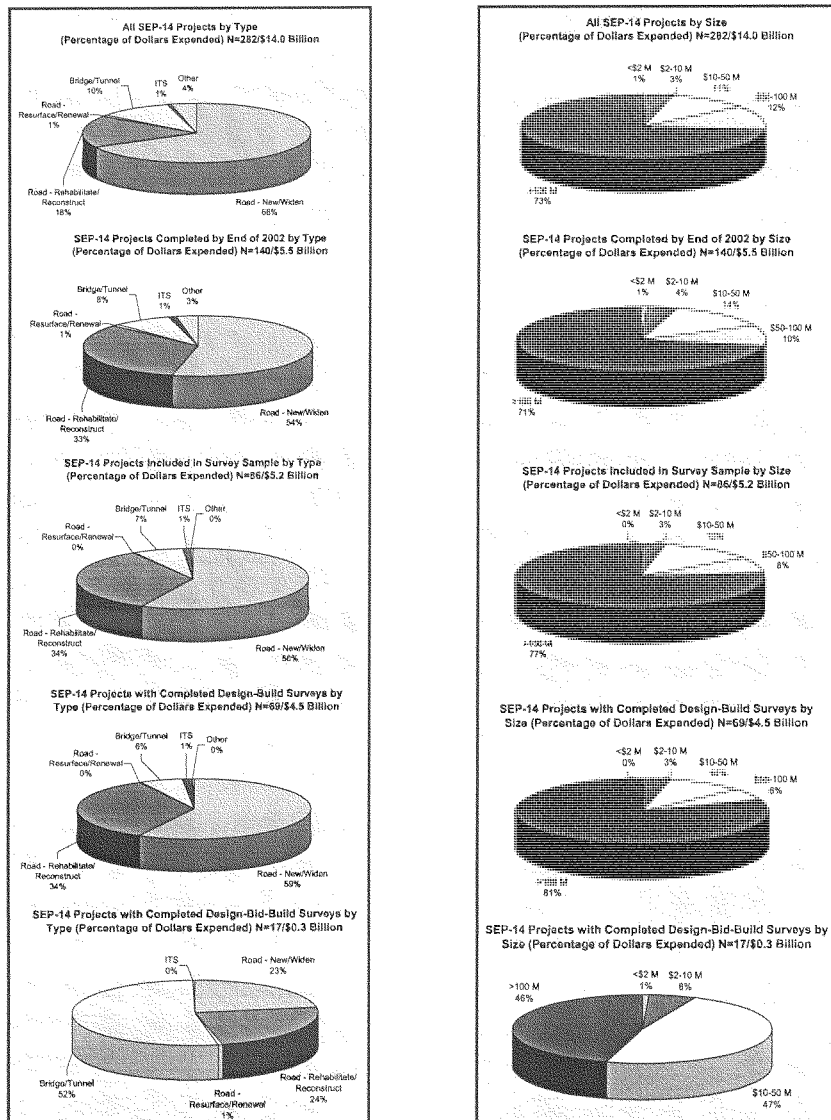 All SEP-14 Projects by Type
(Percentage of Dollars Expended) N=282/$14.0 Billion
Bridge/Tunnel
10%
ITS
1%
Other
4%
Road -
Resurface/Renewal
1%
Road - Rehabilitate/
Reconstruct
18%
Road - New/Widen
66%
SEP-14 Projects Completed by End of 2002 by Type
(Percentage of Dollars Expended) N=140/$5.5 Billion
Bridge/Tunnel
8%
ITS
1%
Other
3%
Road -
Resurface/Renewal
1%
Road - Rehabilitate/
Reconstruct
33%
Road - New/Widen
54%
SEP-14 Projects Included in Survey Sample by Type
(Percentage of Dollars Expended) N=86/$5.2 Billion
Bridge/Tunnel
7%
ITS
1%
Other
0%
Road -
Resurface/Renewal
0%
Road - Rehabilitate/
Reconstruct
34%
Road - New/Widen
SEP-14 Projects with Completed Design-Build Surveys by
Type (Percentage of Dollars Expended) N=69/$4.5 Billion
Bridge/Tunnel
6%
ITS
1%
Other
0%
Road -
Resurface/Renewal
0%
Road - Rehabilitate/
Reconstruct
34%
Road - New/Widen
59%
SEP-14 Projects with Completed Design-Bid-Build Surveys by
Type (Percentage of Dollars Expended) N=17/$0.3 Billion
ITS
0%
Road - New/Widen
23%
Bridge/Tunnel
52%
Road -
Resurface/Renewal
1%
Road - Rehabilitate/
Reconstruct
24%
All SEP-14 Projects by Size
(Percentage of Dollars Expended) N=282/$14.0 Billion
<$2 M
1%
$2-10 M
3%
$10-50 M
11%
12%
73%
SEP-14 Projects Completed by End of 2002 by Size
(Percentage of Dollars Expended) N=140/$5.5 Billion
<$2 M
1%
$2-10 M
4%
$10-50 M
14%
$50-100 M
10%
71%
SEP-14 Projects Included in Survey Sample by Size
(Percentage of Dollars Expended) N=86/$5.2 Billion
<$2 M
0%
$2-10 M
3%
$10-50 M
$50-100 M
8%
77%
SEP-14 Projects with Completed Design-Build Surveys by
Size (Percentage of Dollars Expended) N=69/$4.5 Billion
<$2 M
0%
$2-10 M
3%
6%
81%
SEP-14 Projects with Completed Design-Bid-Build Surveys by
Size (Percentage of Dollars Expended) N=17/$0.3 Billion
>100 M
46%
<$2 M
1%
$2-10 M
6%
$10-50 M
47%